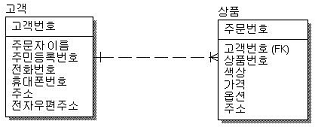 고객
고객번호
주문자이름
주민등록번호
전화번호
휴대폰번호
주소
전자우편주소
상품
주문번호
고객번호 (FK)
상품번호
색상
가격
옵션
주소